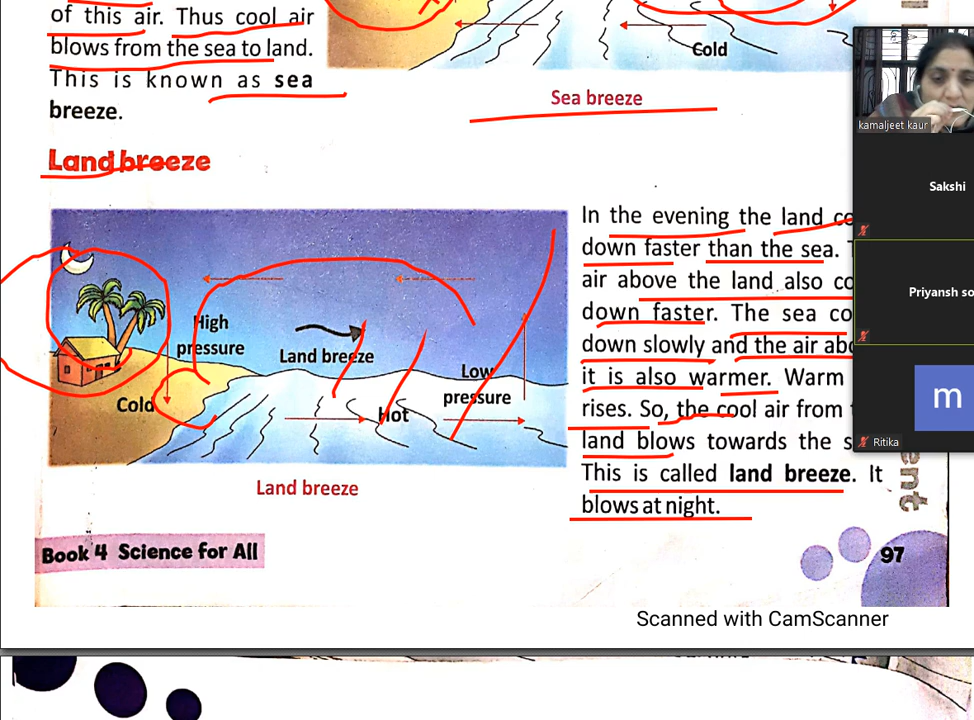 of this air. Thus cool air
blows from the sea to land.
This is known as sea
breeze.
Cold
Sea breeze
Land breeze
High
pressure
Land breeze
Low
pressure
Cold
Hot
Land breeze
In the evening the land co
down faster than the sea. T
air above the land also co
down faster. The sea co
down slowly and the air abo
it is also warmer. Warm
rises. So, the cool air from
land blows towards the s
This is called land breeze. It
blows at night.
Book 4 Science for All
97
Scanned with CamScanner
kamaljeet kaur
Sakshi
Priyansh so
m
Ritika